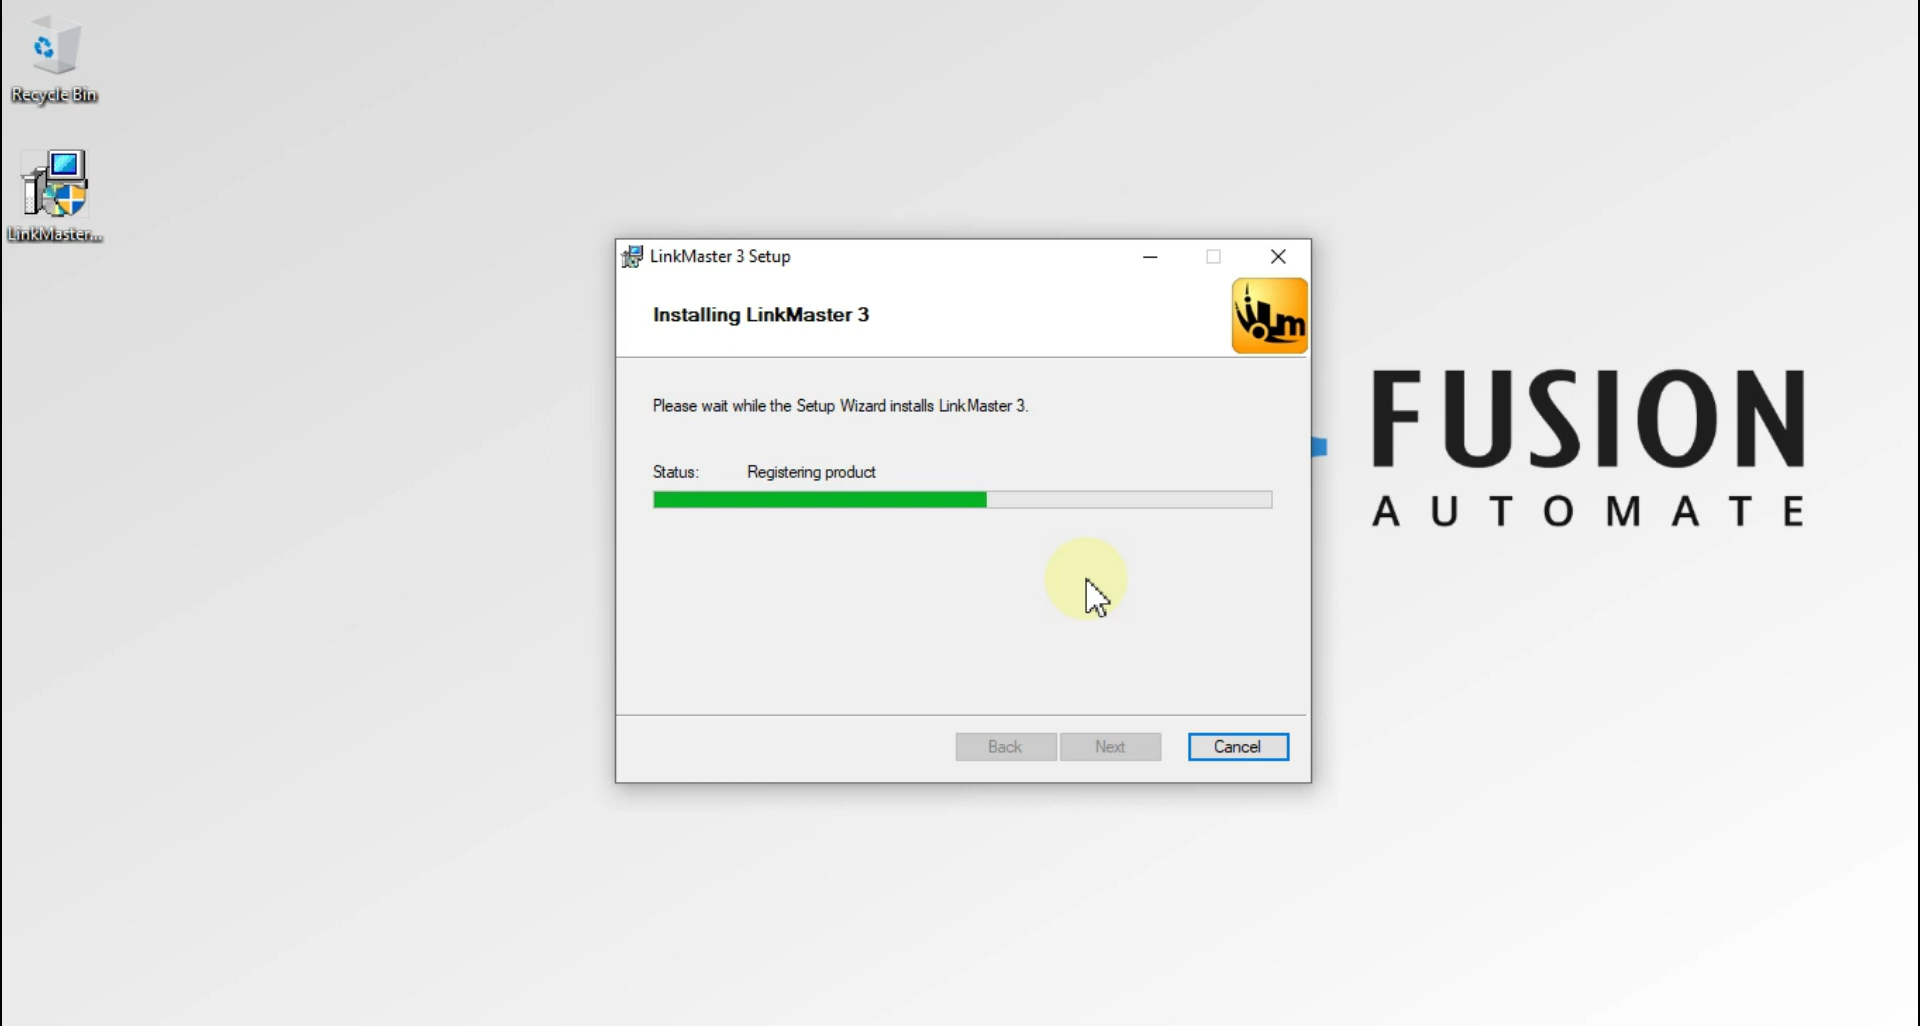 Recycle Bin
LinkMaster...
LinkMaster 3 Setup
Installing LinkMaster 3
m
Please wait while the Setup Wizard installs LinkMaster 3.
Status: Registering product
Back Next Cancel
FUSION
AUTOMATE